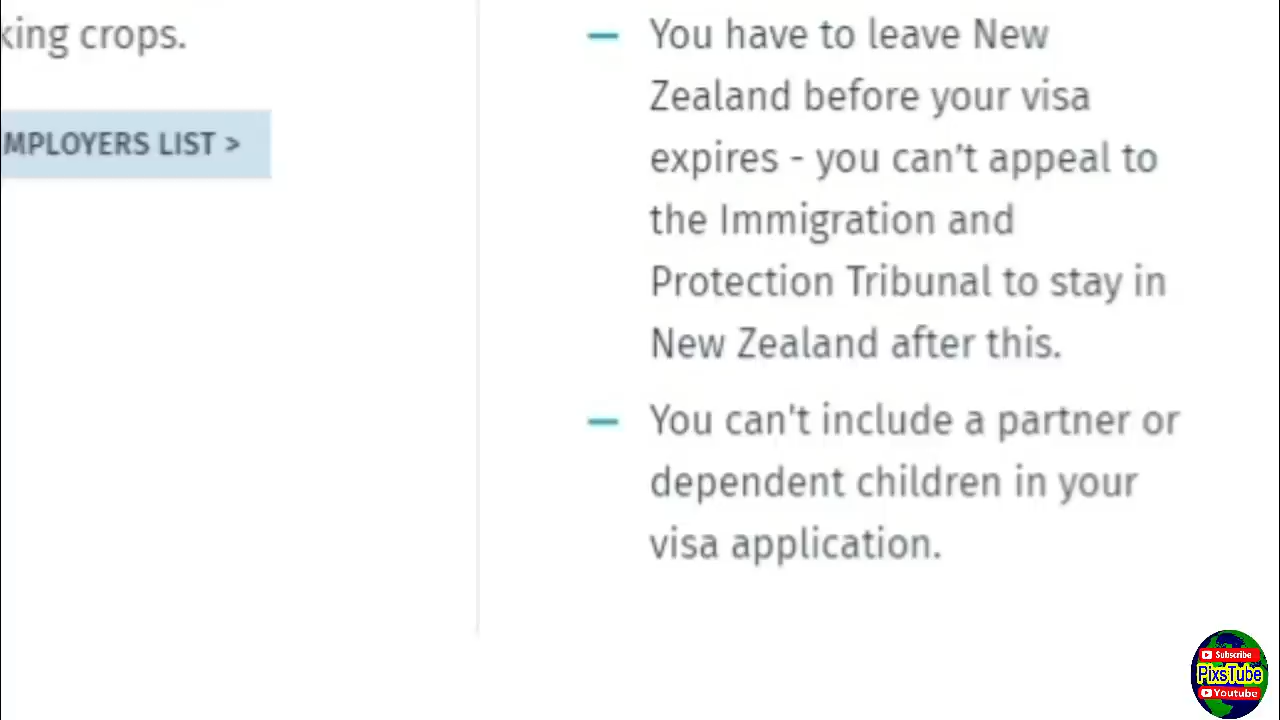 king crops.
MPLOYERS LIST >
You have to leave New
Zealand before your visa
expires - you can’t appeal to
the Immigration and
Protection Tribunal to stay in
New Zealand after this.
You can't include a partner or
dependent children in your
visa application.
Subscribe
PixsTube
Youtube